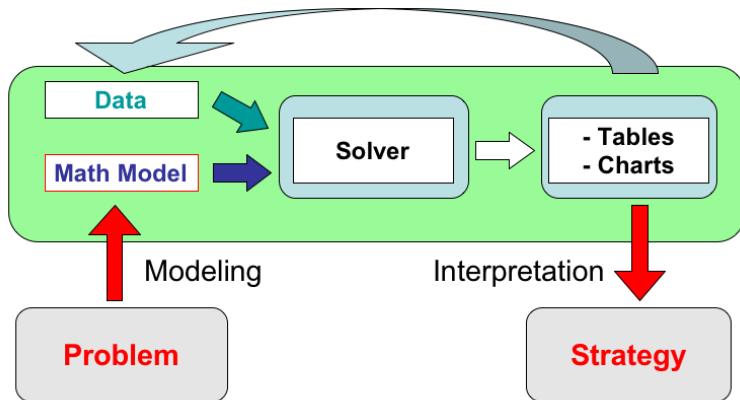 Data
Math Model
Solver
- Tables
- Charts
Modeling
Interpretation
Problem
Strategy